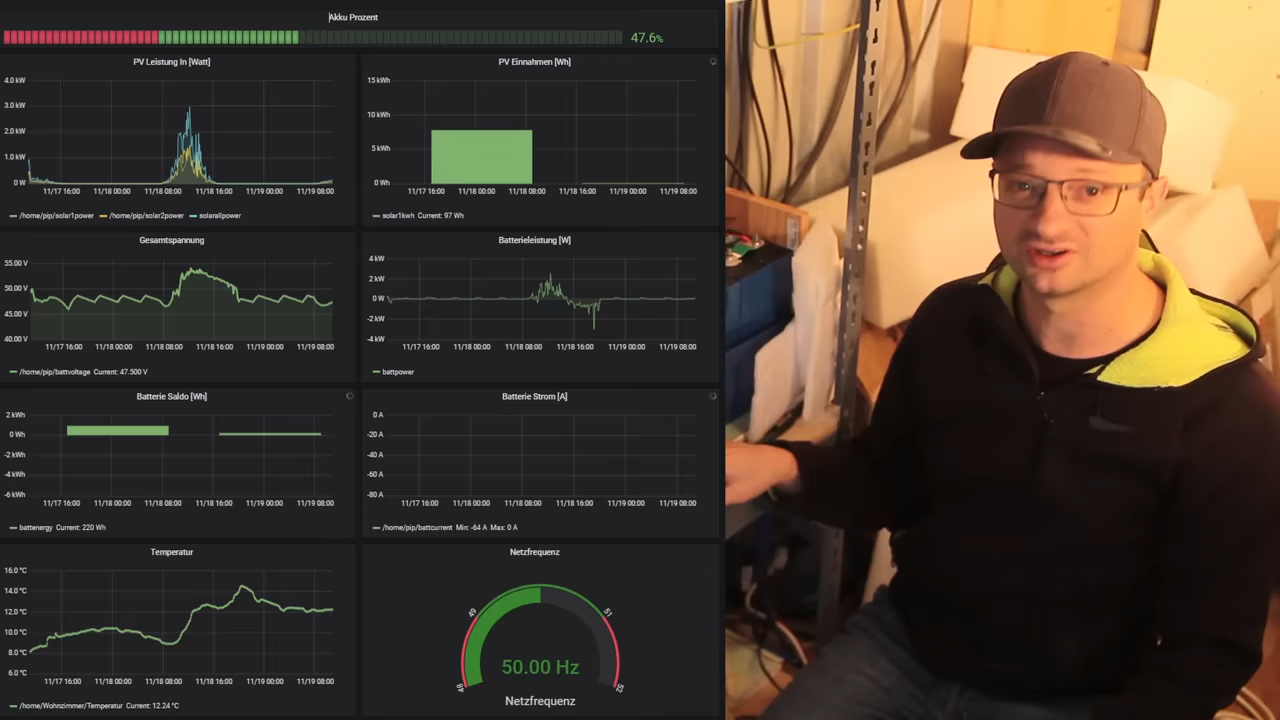 Akku Prozent
47.6%
PV Leistung In [Watt]
4.0 kW
3.0 kW
2.0 kW
1.0 kW
0 W
11/17 16:00 11/18 00:00 11/18 08:00 11/18 16:00 11/19 00:00 11/19 08:00
/home/pip/solar1power /home/pip/solar2power solarallpower
PV Einnahmen [Wh]
15 kWh
10 kWh
5 kWh
0 Wh
11/17 16:00 11/18 00:00 11/18 08:00 11/18 16:00 11/19 00:00 11/19 08:00
solar1kwh Current: 97 Wh
Gesamtspannung
55.00 V
50.00 V
45.00 V
40.00 V
11/17 16:00 11/18 00:00 11/18 08:00 11/18 16:00 11/19 00:00 11/19 08:00
/home/pip/battvoltage Current: 47.500 V
Batterieleistung [W]
4 kW
2 kW
0 W
-2 kW
-4 kW
11/17 16:00 11/18 00:00 11/18 08:00 11/18 16:00 11/19 00:00 11/19 08:00
battpower
Batterie Saldo [Wh]
2 kWh
0 Wh
-2 kWh
-4 kWh
-6 kWh
11/17 16:00 11/18 00:00 11/18 08:00 11/18 16:00 11/19 00:00 11/19 08:00
battenergy Current: 220 Wh
Batterie Strom [A]
0 A
-20 A
-40 A
-60 A
-80 A
11/17 16:00 11/18 00:00 11/18 08:00 11/18 16:00 11/19 00:00 11/19 08:00
/home/pip/battcurrent Min: -64 A Max: 0 A
Temperatur
16.0 °C
14.0 °C
12.0 °C
10.0 °C
8.0 °C
6.0 °C
11/17 16:00 11/18 00:00 11/18 08:00 11/18 16:00 11/19 00:00 11/19 08:00
/home/Wohnzimmer/Temperatur Current: 12.24 °C
Netzfrequenz
49 51
50.00 Hz
48 52
Netzfrequenz